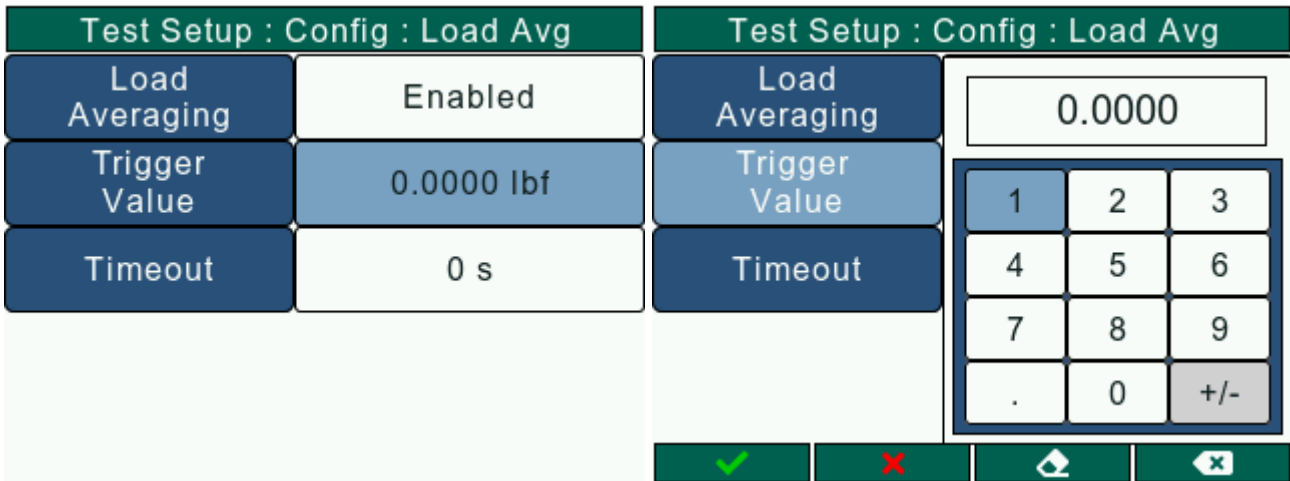 Test Setup : Config : Load Avg
Load
Averaging
Enabled
Trigger
Value
0.0000 lbf
Timeout
0 s
Test Setup : Config : Load Avg
Load
Averaging
Trigger
Value
Timeout
0.0000
1 2 3
4 5 6
7 8 9
. 0 +/-